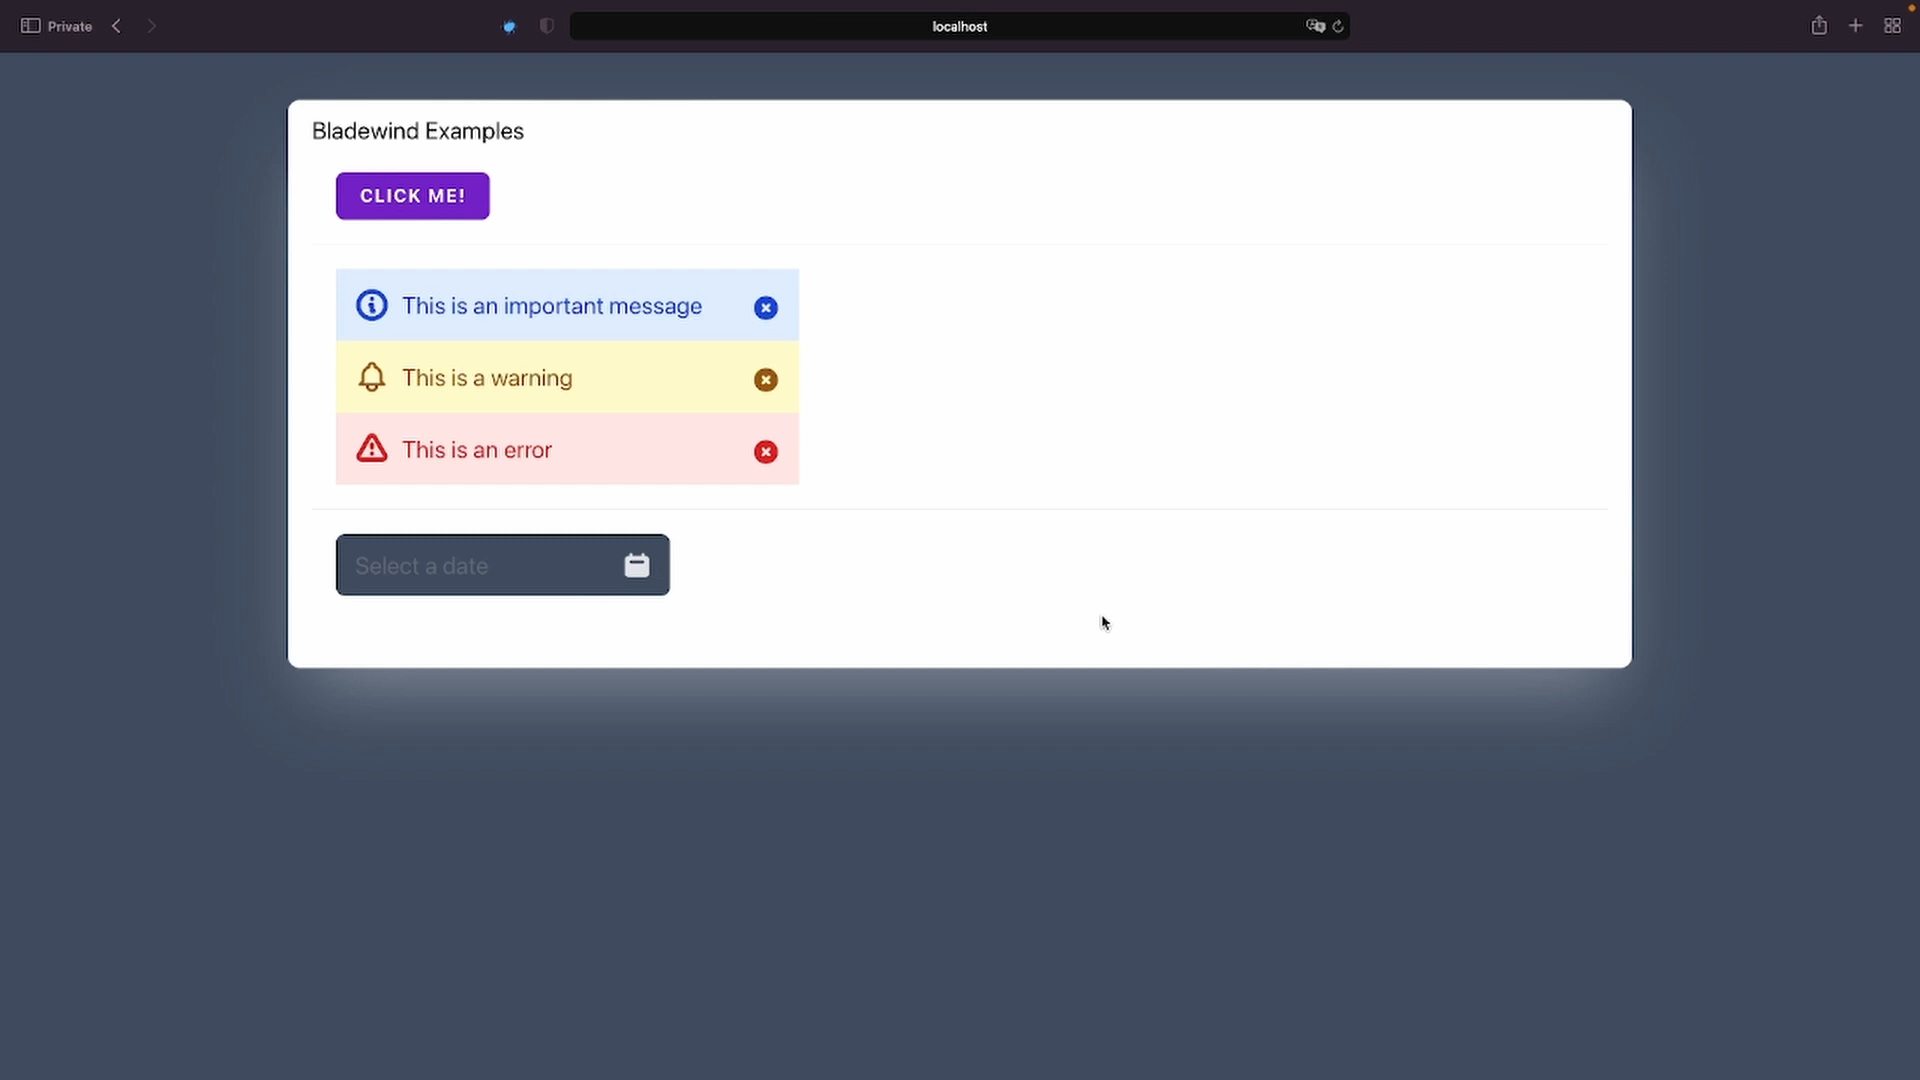 Private
localhost
Bladewind Examples
CLICK ME!
This is an important message
This is a warning
This is an error
Select a date